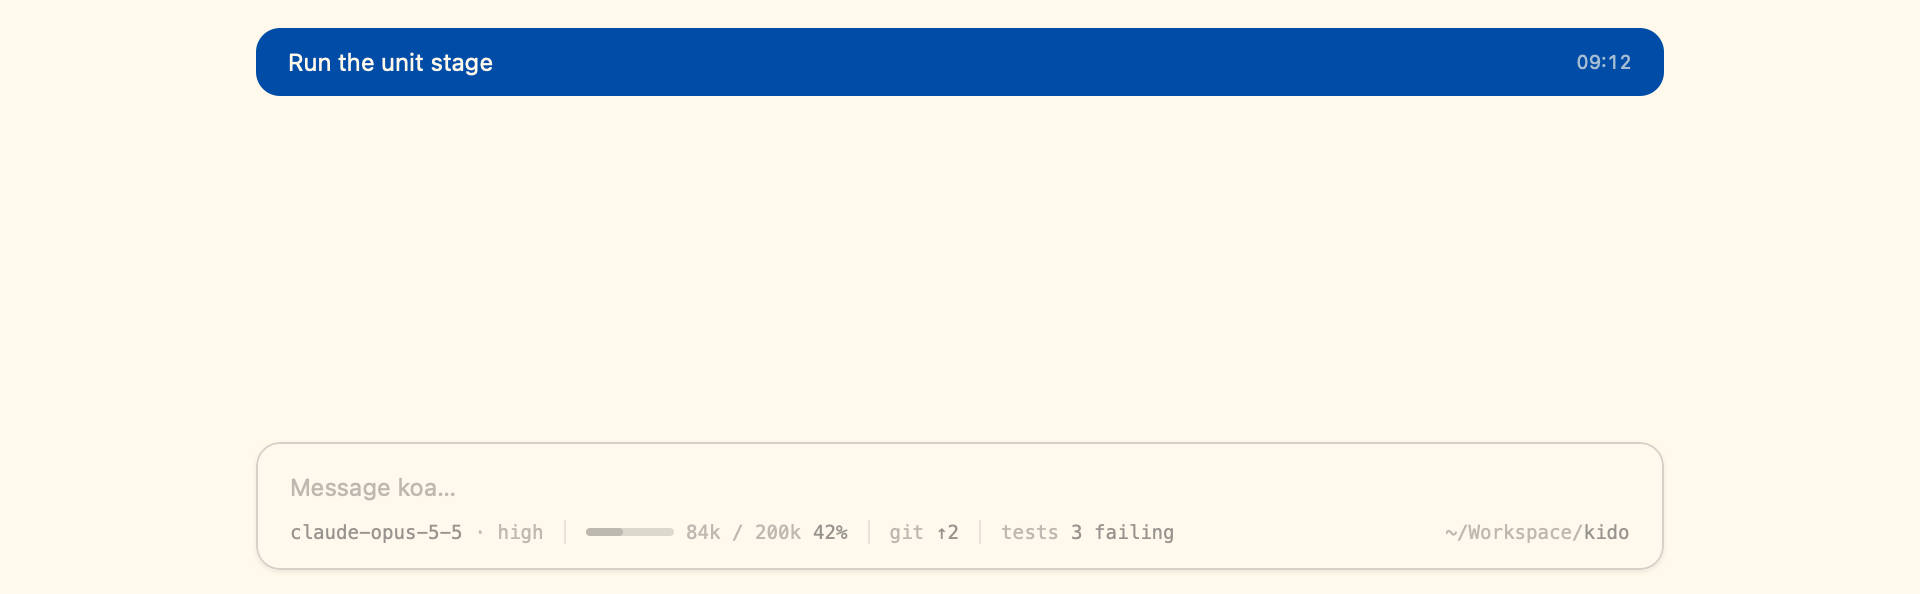 Run the unit stage 09:12
Message koa...
claude-opus-5-5 · high 84k / 200k 42% git ↑2 tests 3 failing ~/Workspace/kido